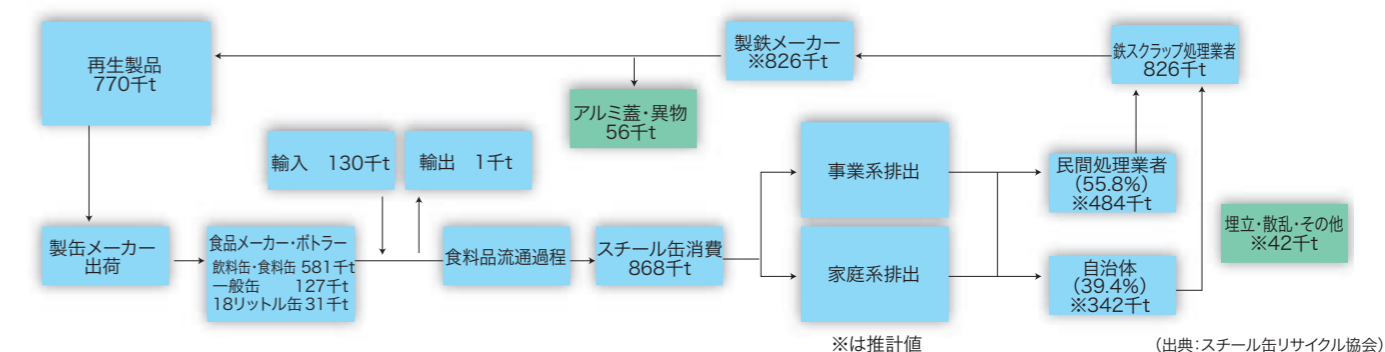 再生製品
770千t
製鉄メーカー
※826千t
鉄スクラップ処理業者
826千t
アルミ蓋・異物
56千t
輸入　130千t
輸出　1千t
事業系排出
民間処理業者
(55.8%)
※484千t
埋立・散乱・その他
※42千t
製缶メーカー
出荷
食品メーカー・ボトラー
飲料缶・食料缶 581千t
一般缶　　　127千t
18リットル缶 31千t
食料品流通過程
スチール缶消費
868千t
家庭系排出
自治体
(39.4%)
※342千t
※は推計値
(出典:スチール缶リサイクル協会)